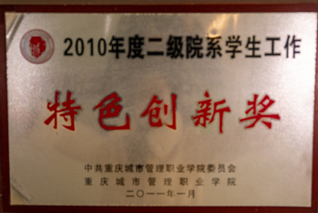 2010年度二级院系学生工作
特色创新奖
中共重庆城市管理职业学院委员会
重庆城市管理职业学院
二〇一一年一月